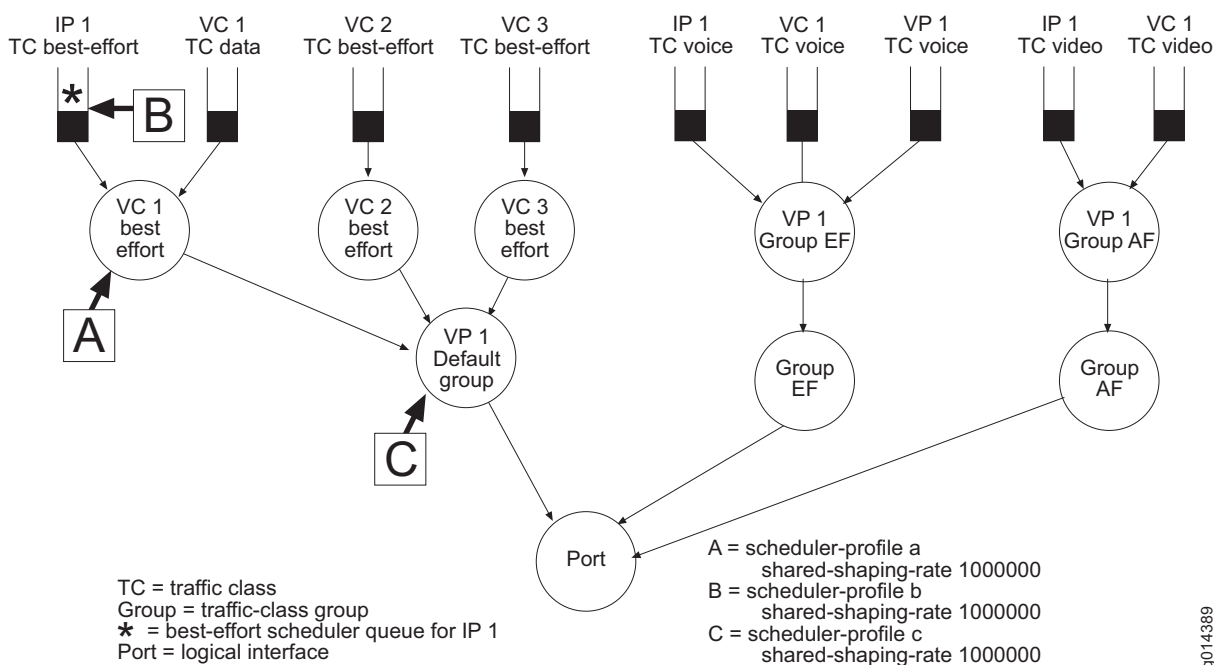 IP 1
TC best-effort
VC 1
TC data
VC 2
TC best-effort
VC 3
TC best-effort
IP 1
TC voice
VC 1
TC voice
VP 1
TC voice
IP 1
TC video
VC 1
TC video
*
B
VC 1
best
effort
VC 2
best
effort
VC 3
best
effort
VP 1
Group EF
VP 1
Group AF
A
VP 1
Default
group
Group
EF
Group
AF
C
Port
TC = traffic class
Group = traffic-class group
* = best-effort scheduler queue for IP 1
Port = logical interface
A = scheduler-profile a
shared-shaping-rate 1000000
B = scheduler-profile b
shared-shaping-rate 1000000
C = scheduler-profile c
shared-shaping-rate 1000000
g014389